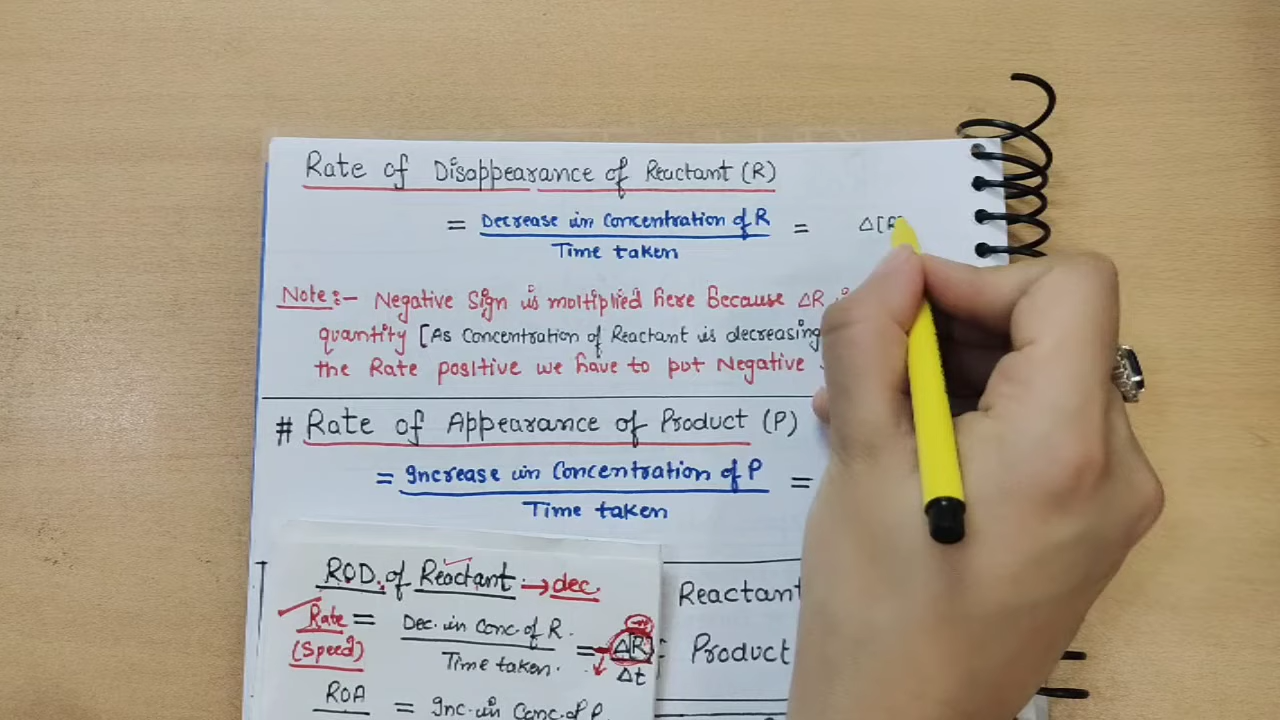 Rate of Disappearance of Reactant (R)
= Decrease in Concentration of R = Δ[R]
Time taken
Note:- Negative Sign is multiplied here Because ΔR
quantity [As Concentration of Reactant is decreasing
the Rate positive we have to put Negative
# Rate of Appearance of Product (P)
= Increase in Concentration of P =
Time taken
ROD. of Reactant → dec.
Rate = Dec. in Conc. of R. = - Δ[R]
(Speed) Time taken. Δt
ROA = Inc. in Conc. of P
Reactant
Product